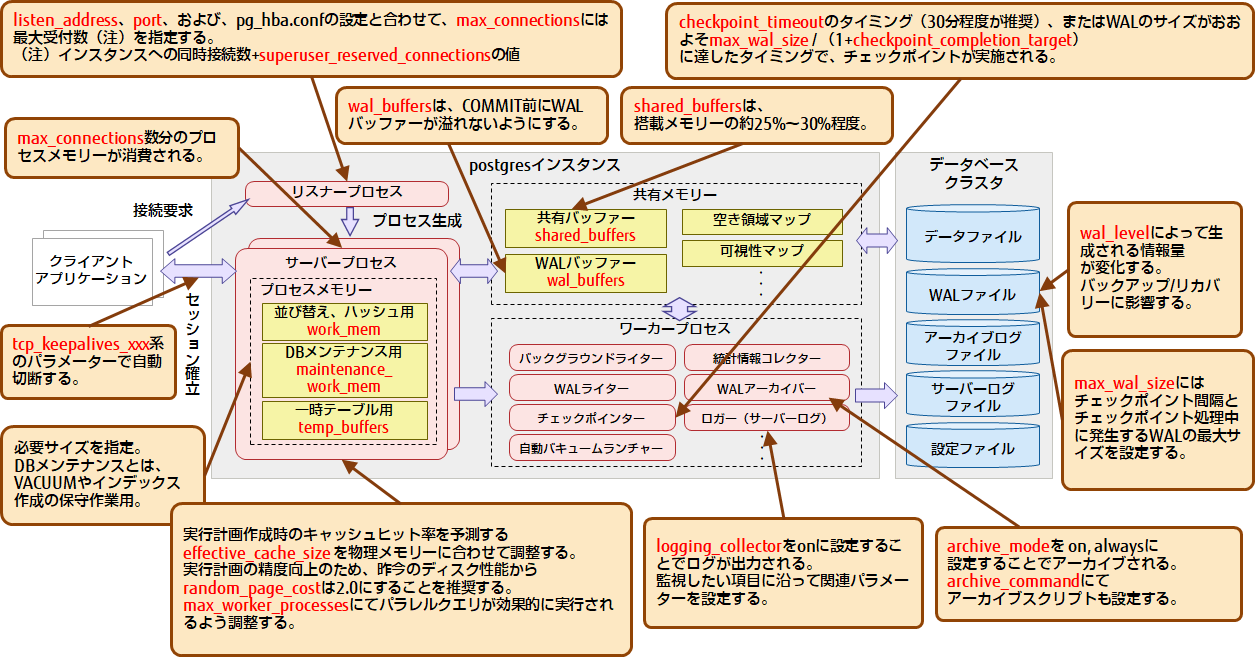 listen_address、port、および、pg_hba.confの設定と合わせて、max_connectionsには
最大受付数（注）を指定する。
（注）インスタンスへの同時接続数+superuser_reserved_connectionsの値
checkpoint_timeoutのタイミング（30分程度が推奨）、またはWALのサイズがおお
よそmax_wal_size /（1+checkpoint_completion_target）
に達したタイミングで、チェックポイントが実施される。
wal_buffersは、COMMIT前にWAL
バッファーが溢れないようにする。
shared_buffersは、
搭載メモリーの約25%～30%程度。
max_connections数分のプロ
セスメモリーが消費される。
postgresインスタンス
データベース
クラスタ
リスナープロセス
共有メモリー
接続要求
プロセス生成
共有バッファー
shared_buffers
空き領域マップ
可視性マップ
WALバッファー
wal_buffers
データファイル
WALファイル
アーカイブログ
ファイル
サーバーログ
ファイル
設定ファイル
wal_levelによって生
成される情報量
が変化する。
バックアップ/リカバ
リーに影響する。
クライアント
アプリケーション
サーバープロセス
プロセスメモリー
並び替え、ハッシュ用
work_mem
DBメンテナンス用
maintenance_
work_mem
一時テーブル用
temp_buffers
セッション確立
ワーカープロセス
バックグラウンドライター
統計情報コレクター
WALライター
WALアーカイバー
チェックポインター
ロガー（サーバーログ）
自動バキュームランチャー
tcp_keepalives_xxx系
のパラメーターで自動
切断する。
max_wal_sizeには
チェックポイント間隔と
チェックポイント処理中
に発生するWALの最大サ
イズを設定する。
必要サイズを指定。
DBメンテナンスとは、
VACUUMやインデックス
作成の保守作業用。
実行計画作成時のキャッシュヒット率を予測する
effective_cache_sizeを物理メモリーに合わせて調整する。
実行計画の精度向上のため、昨今のディスク性能から
random_page_costは2.0にすることを推奨する。
max_worker_processesにてパラレルクエリが効果的に実行され
るよう調整する。
logging_collectorをonに設定するこ
とでログが出力される。
監視したい項目に沿って関連パラメー
ターを設定する。
archive_modeを on, alwaysに
設定することでアーカイブされる。
archive_commandにて
アーカイブスクリプトも設定する。